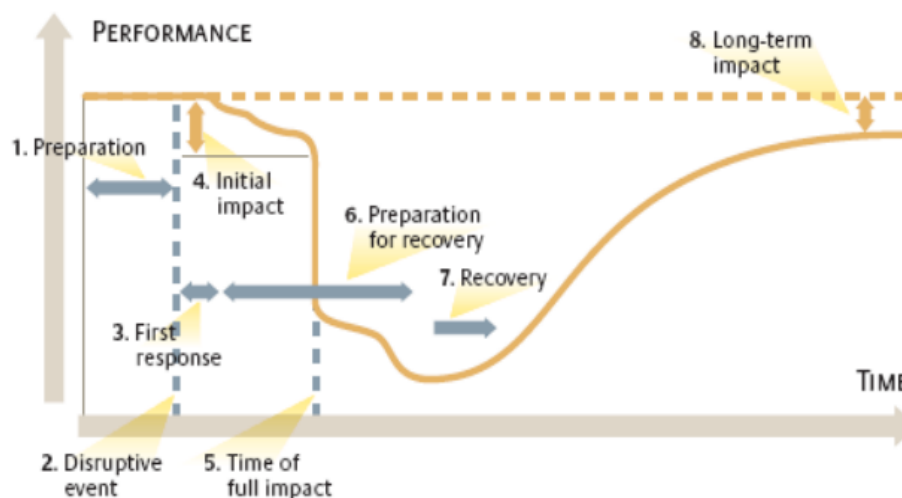 PERFORMANCE
8. Long-term
impact
1. Preparation
4. Initial
impact
6. Preparation
for recovery
7. Recovery
3. First
response
TIME
2. Disruptive
event
5. Time of
full impact